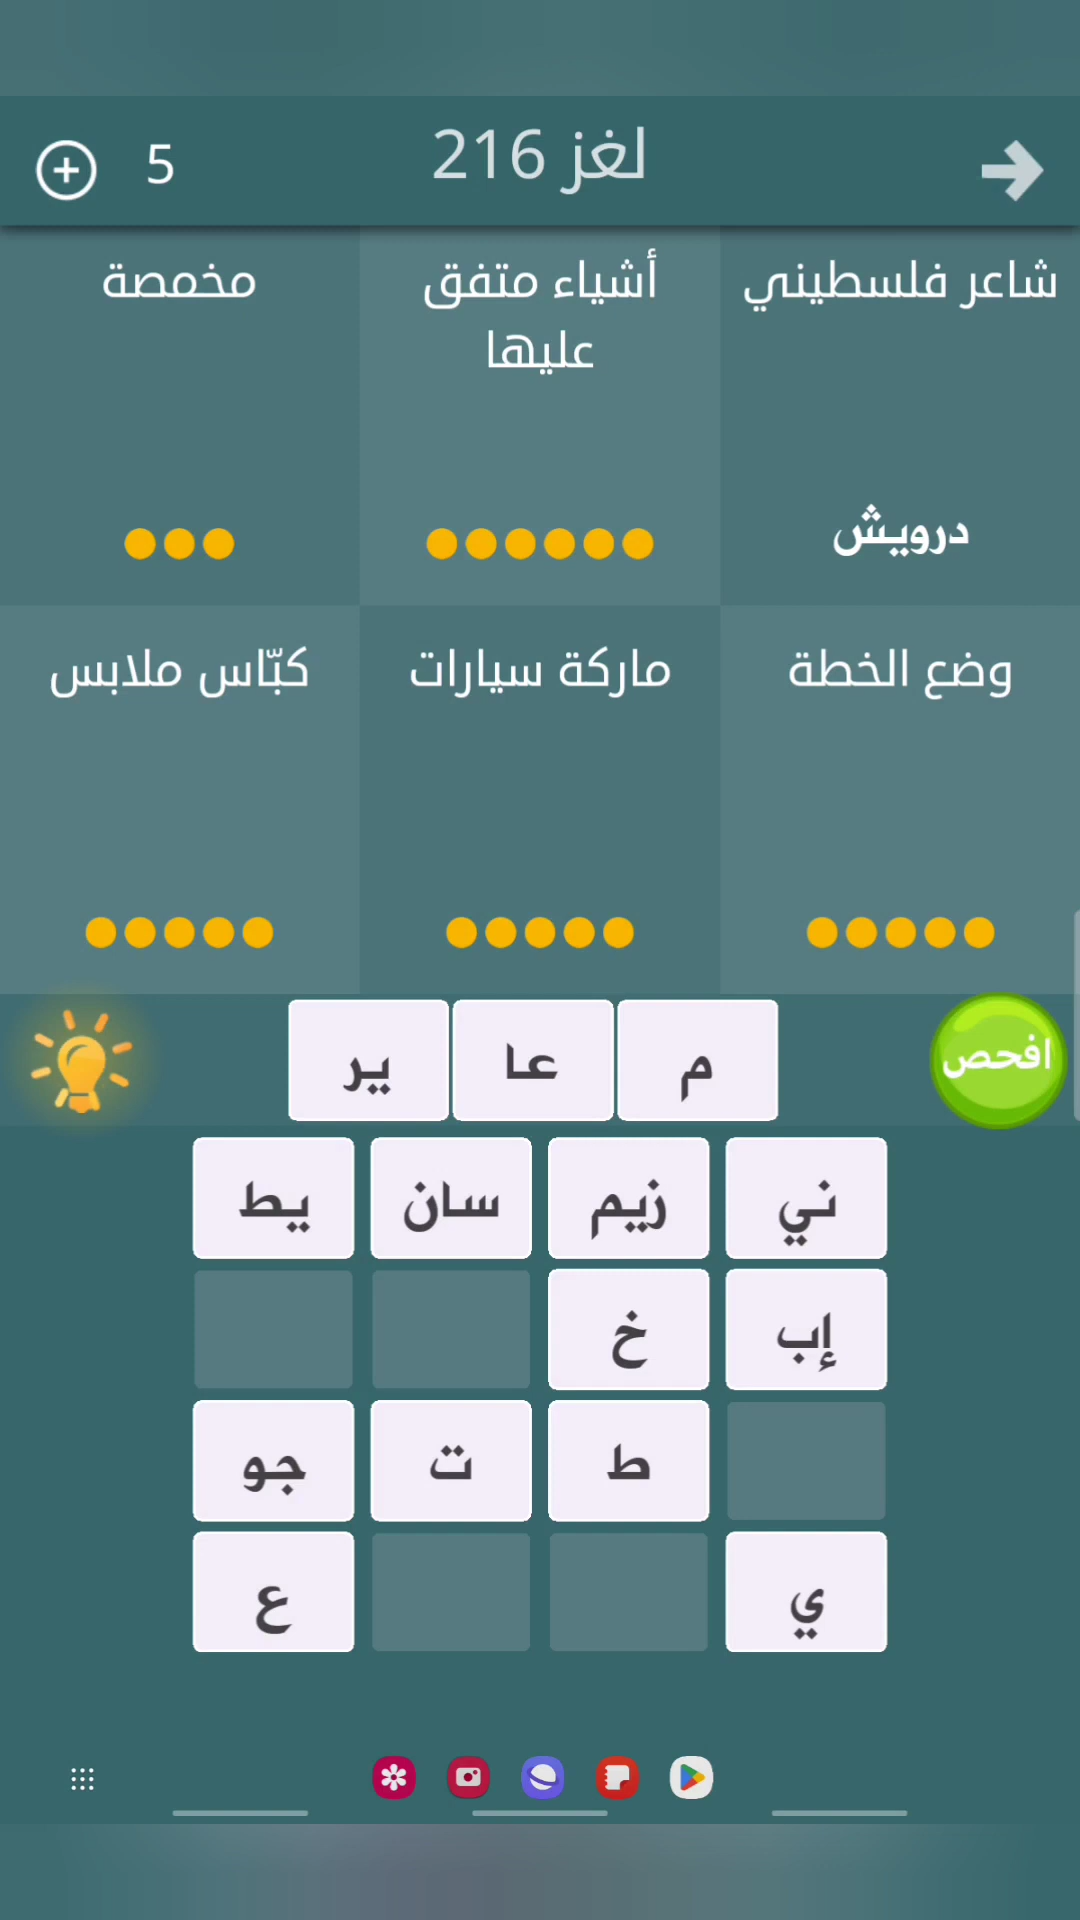 5
لغز 216
شاعر فلسطيني
درويش
أشياء متفق
عليها
مخمصة
وضع الخطة
ماركة سيارات
كبّاس ملابس
افحص
م
عا
ير
ني
زيم
سان
يط
إب
خ
ط
ت
جو
ي
ع